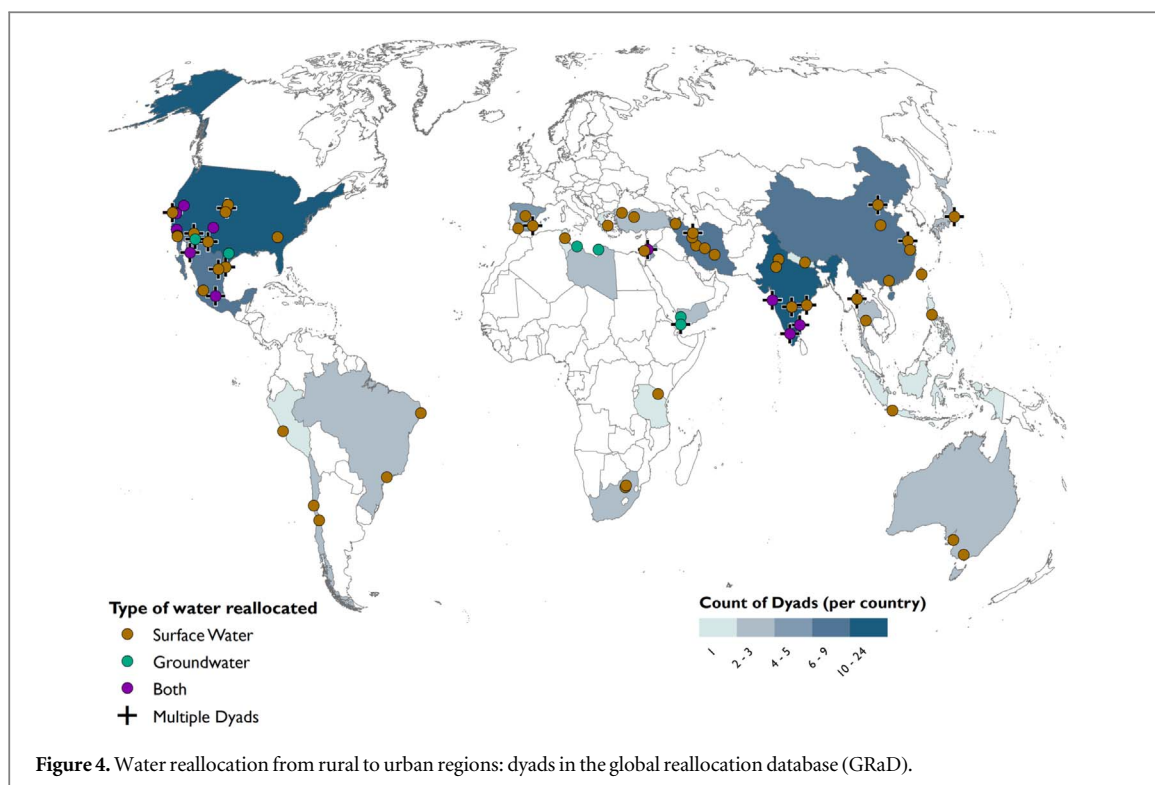 Type of water reallocated
Surface Water
Groundwater
Both
Multiple Dyads
Count of Dyads (per country)
1
2 - 3
4 - 5
6 - 9
10 - 24
Figure 4. Water reallocation from rural to urban regions: dyads in the global reallocation database (GRaD).